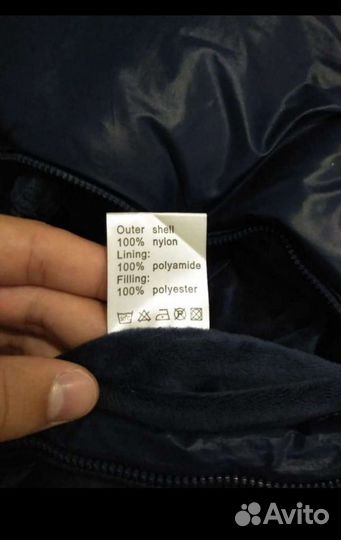 Outer shell
100% nylon
Lining:
100% polyamide
Filling:
100% polyester
Avito